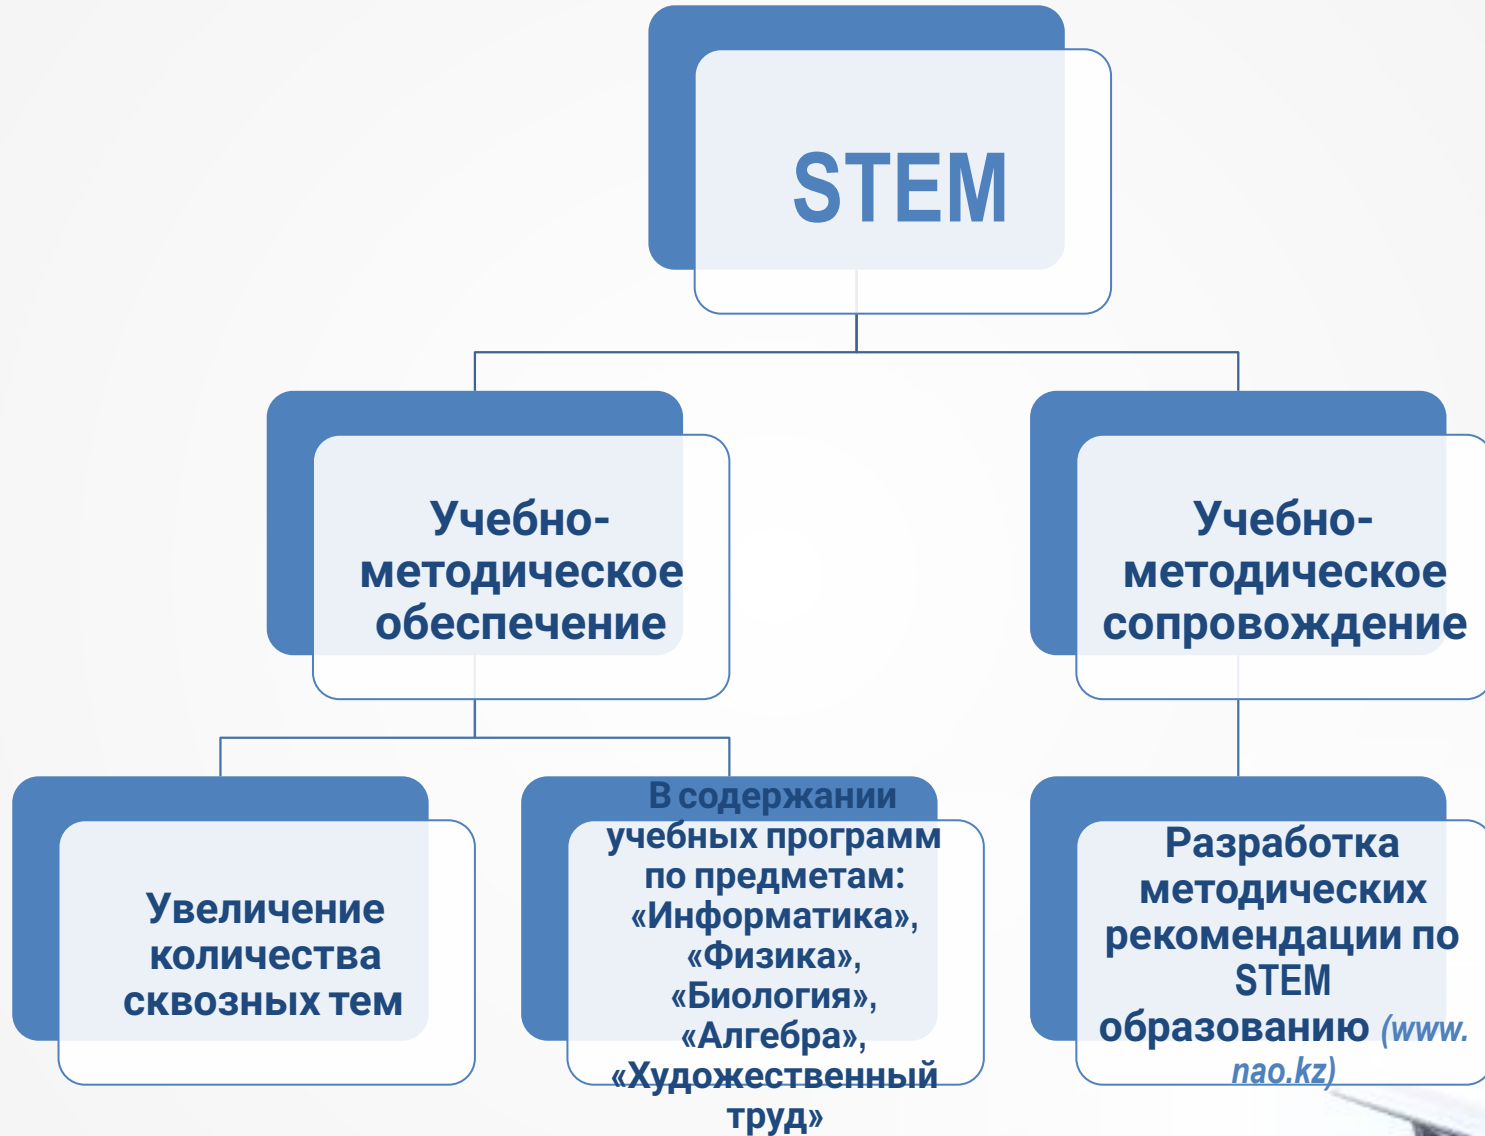 STEM
Учебно-
методическое
обеспечение
Учебно-
методическое
сопровождение
Увеличение
количества
сквозных тем
В содержании
учебных программ
по предметам:
«Информатика»,
«Физика»,
«Биология»,
«Алгебра»,
«Художественный
труд»
Разработка
методических
рекомендации по
STEM
образованию (www.
nao.kz)